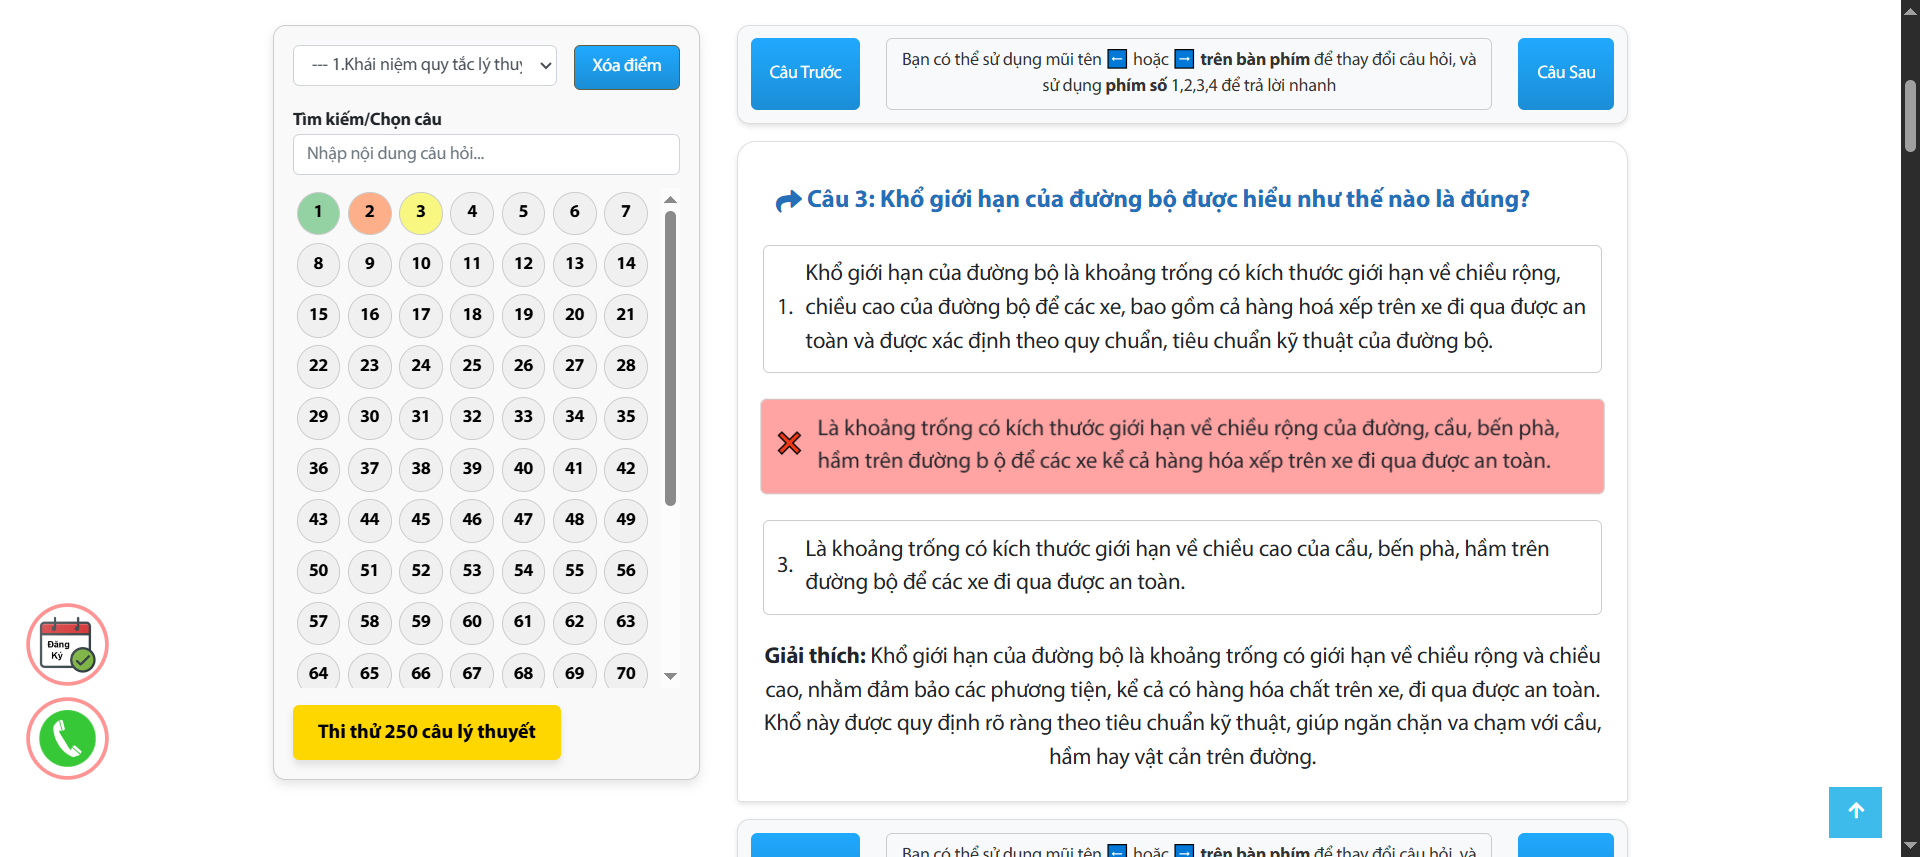 --- 1.Khái niệm quy tắc lý thuy
Xóa điểm
Tìm kiếm/Chọn câu
Nhập nội dung câu hỏi...
1 2 3 4 5 6 7
8 9 10 11 12 13 14
15 16 17 18 19 20 21
22 23 24 25 26 27 28
29 30 31 32 33 34 35
36 37 38 39 40 41 42
43 44 45 46 47 48 49
50 51 52 53 54 55 56
57 58 59 60 61 62 63
64 65 66 67 68 69 70
Thi thử 250 câu lý thuyết
Đăng
Ký
Câu Trước
Bạn có thể sử dụng mũi tên ← hoặc → trên bàn phím để thay đổi câu hỏi, và
sử dụng phím số 1,2,3,4 để trả lời nhanh
Câu Sau
Câu 3: Khổ giới hạn của đường bộ được hiểu như thế nào là đúng?
Khổ giới hạn của đường bộ là khoảng trống có kích thước giới hạn về chiều rộng,
1. chiều cao của đường bộ để các xe, bao gồm cả hàng hoá xếp trên xe đi qua được an
toàn và được xác định theo quy chuẩn, tiêu chuẩn kỹ thuật của đường bộ.
Là khoảng trống có kích thước giới hạn về chiều rộng của đường, cầu, bến phà,
hầm trên đường b ộ để các xe kể cả hàng hóa xếp trên xe đi qua được an toàn.
3. Là khoảng trống có kích thước giới hạn về chiều cao của cầu, bến phà, hầm trên
đường bộ để các xe đi qua được an toàn.
Giải thích: Khổ giới hạn của đường bộ là khoảng trống có giới hạn về chiều rộng và chiều
cao, nhằm đảm bảo các phương tiện, kể cả có hàng hóa chất trên xe, đi qua được an toàn.
Khổ này được quy định rõ ràng theo tiêu chuẩn kỹ thuật, giúp ngăn chặn va chạm với cầu,
hầm hay vật cản trên đường.
Bạn có thể sử dụng mũi tên ← hoặc → trên bàn phím để thay đổi câu hỏi, và